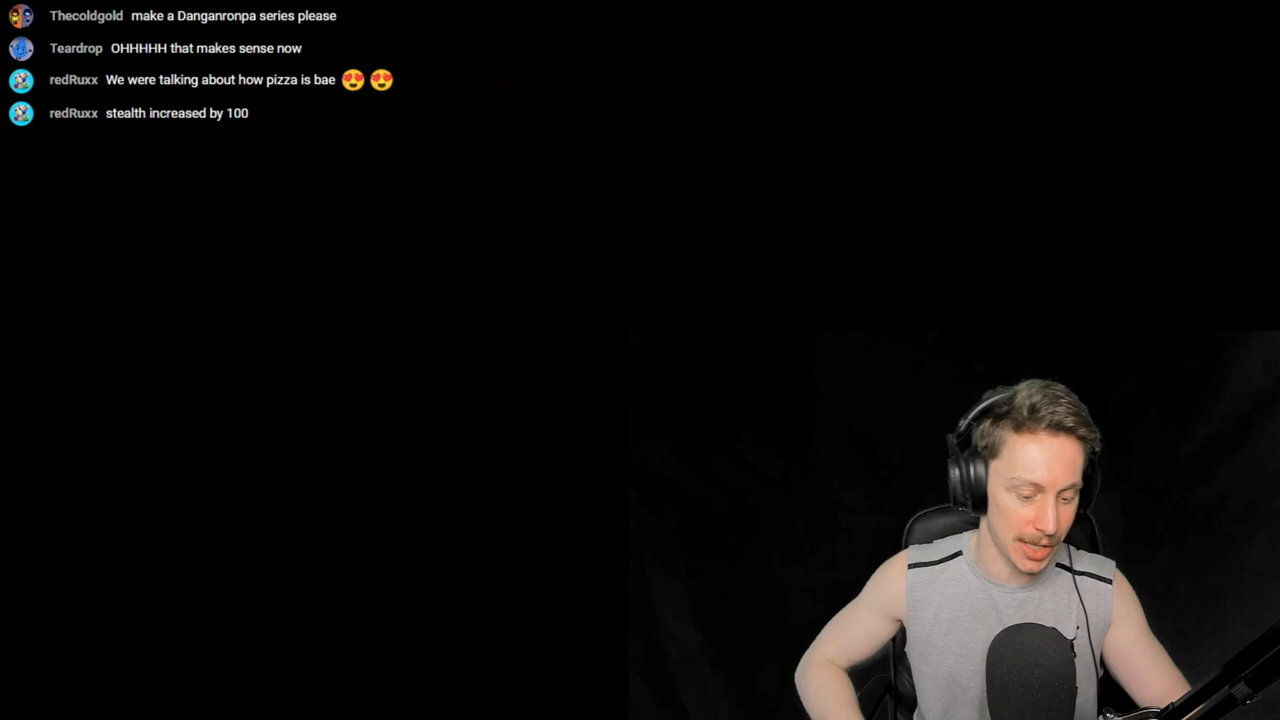 Thecoldgold make a Danganronpa series please
Teardrop OHHHHH that makes sense now
redRuxx We were talking about how pizza is bae 😍 😍
redRuxx stealth increased by 100